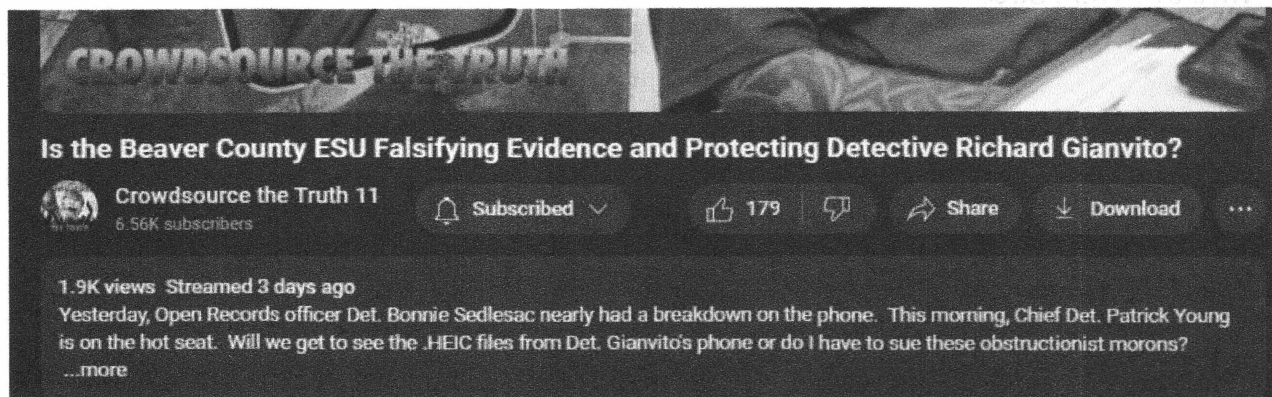 CROWDSOURCE THE TRUTH
Is the Beaver County ESU Falsifying Evidence and Protecting Detective Richard Gianvito?
Crowdsource the Truth 11
6.56K subscribers
Subscribed
179
Share
Download
...
1.9K views Streamed 3 days ago
Yesterday, Open Records officer Det. Bonnie Sedlesac nearly had a breakdown on the phone. This morning, Chief Det. Patrick Young
is on the hot seat. Will we get to see the .HEIC files from Det. Gianvito's phone or do I have to sue these obstructionist morons?
...more